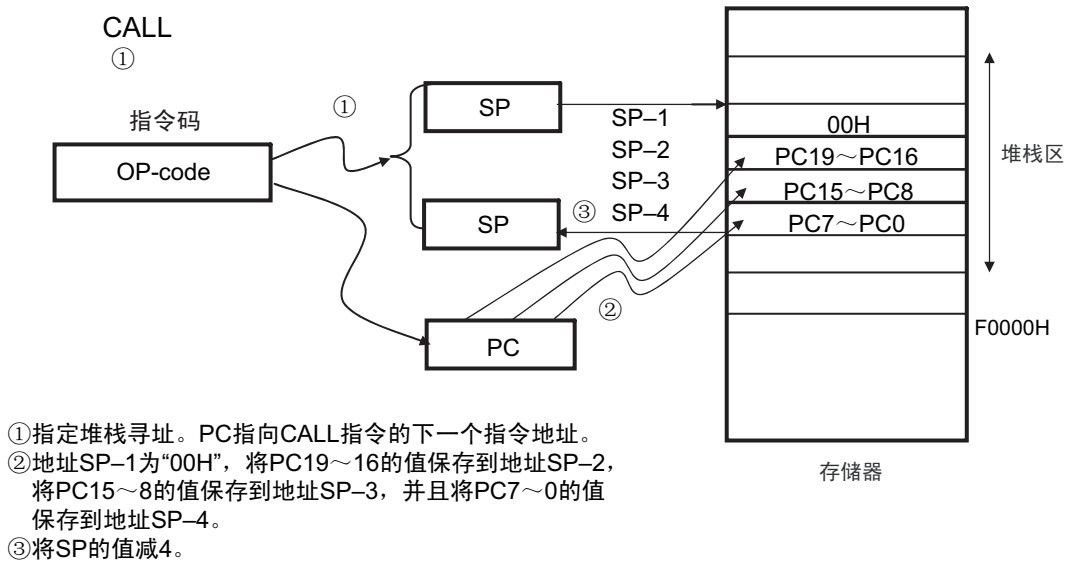 CALL
①
指令码
OP-code
①
SP
SP
③
PC
②
SP–1
SP–2
SP–3
SP–4
00H
PC19～PC16
PC15～PC8
PC7～PC0
堆栈区
F0000H
存储器
①指定堆栈寻址。PC指向CALL指令的下一个指令地址。
②地址SP–1为“00H”，将PC19～16的值保存到地址SP–2，
将PC15～8的值保存到地址SP–3，并且将PC7～0的值
保存到地址SP–4。
③将SP的值减4。